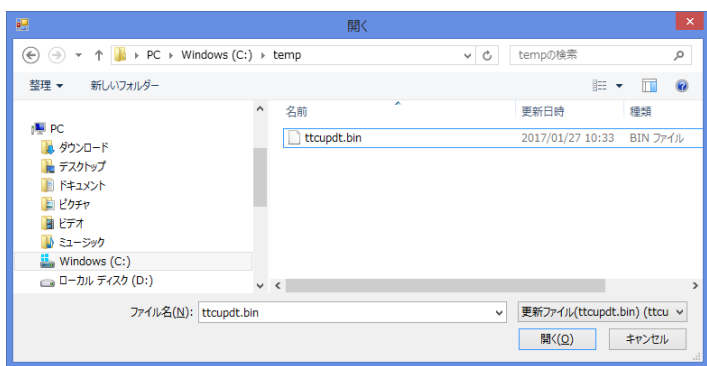 開く
PC ▸ Windows (C:) ▸ temp
tempの検索
整理 ▼ 新しいフォルダー
名前 更新日時 種類
ttcupdt.bin 2017/01/27 10:33 BIN ファイル
PC
ダウンロード
デスクトップ
ドキュメント
ピクチャ
ビデオ
ミュージック
Windows (C:)
ローカル ディスク (D:)
ファイル名(N): ttcupdt.bin
更新ファイル(ttcupdt.bin) (ttcu
開く(O) キャンセル